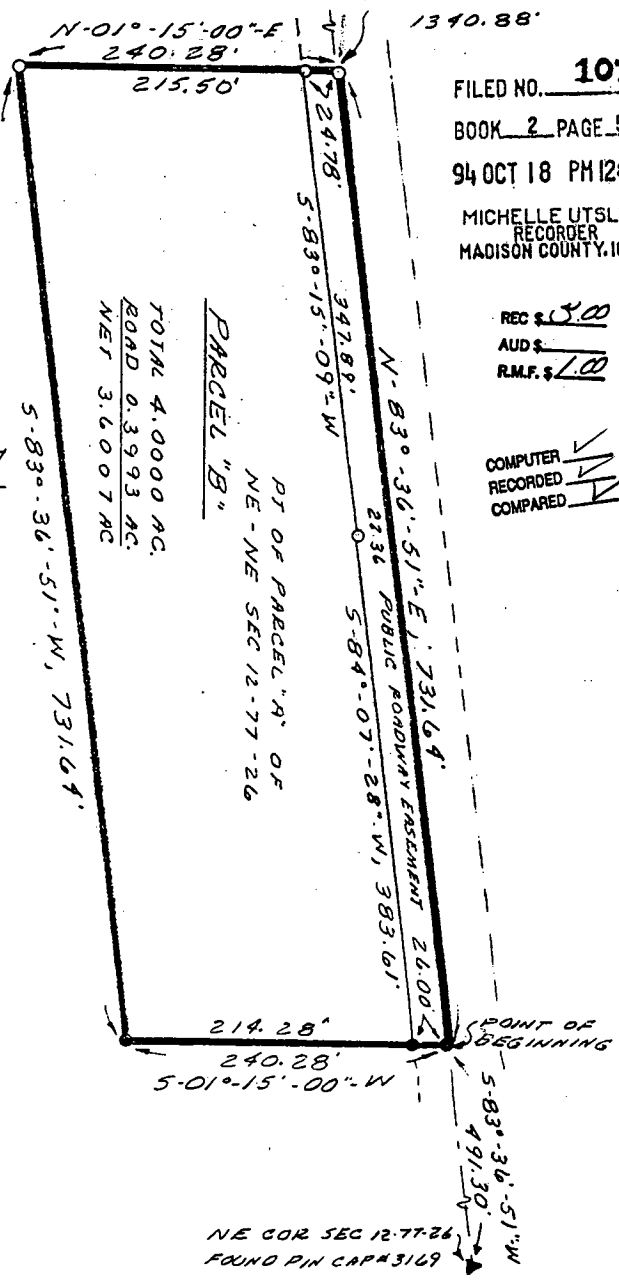 N-01°-15'-00"-E
240.28'
215.50'
1340.88'
24.78'
FILED NO. 10
BOOK 2 PAGE
94 OCT 18 PM 12
MICHELLE UTSL
RECORDER
MADISON COUNTY, I
REC $ 5.00
AUD $
R.M.F. $ 1.00
COMPUTER ✓
RECORDED ✓
COMPARED ✓
N-83°-36'-51"-E, 731.64'
PUBLIC ROADWAY EASEMENT 26.00'
347.89'
S-83°-15'-09"-W
S-84°-07'-28"-W, 383.61'
PT OF PARCEL "A" OF
NE-NE SEC 12-77-26
PARCEL "B"
TOTAL 4.0000 AC.
ROAD 0.3993 AC.
NET 3.6007 AC
S-83°-36'-51"-W, 731.64'
214.28'
240.28'
S-01°-15'-00"-W
POINT OF
BEGINNING
S-83°-36'-51"W
491.30'
NE COR SEC 12-77-26
FOUND PIN CAP#3169